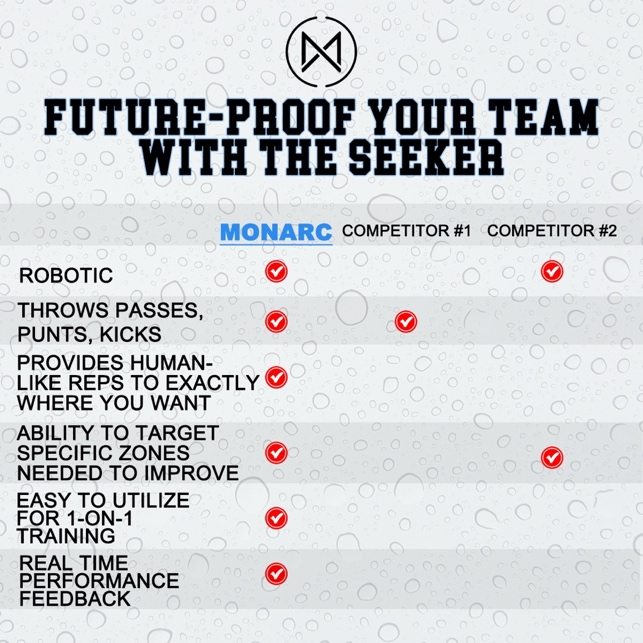 FUTURE-PROOF YOUR TEAM
WITH THE SEEKER
MONARC COMPETITOR #1 COMPETITOR #2
ROBOTIC
THROWS PASSES,
PUNTS, KICKS
PROVIDES HUMAN-
LIKE REPS TO EXACTLY
WHERE YOU WANT
ABILITY TO TARGET
SPECIFIC ZONES
NEEDED TO IMPROVE
EASY TO UTILIZE
FOR 1-ON-1
TRAINING
REAL TIME
PERFORMANCE
FEEDBACK